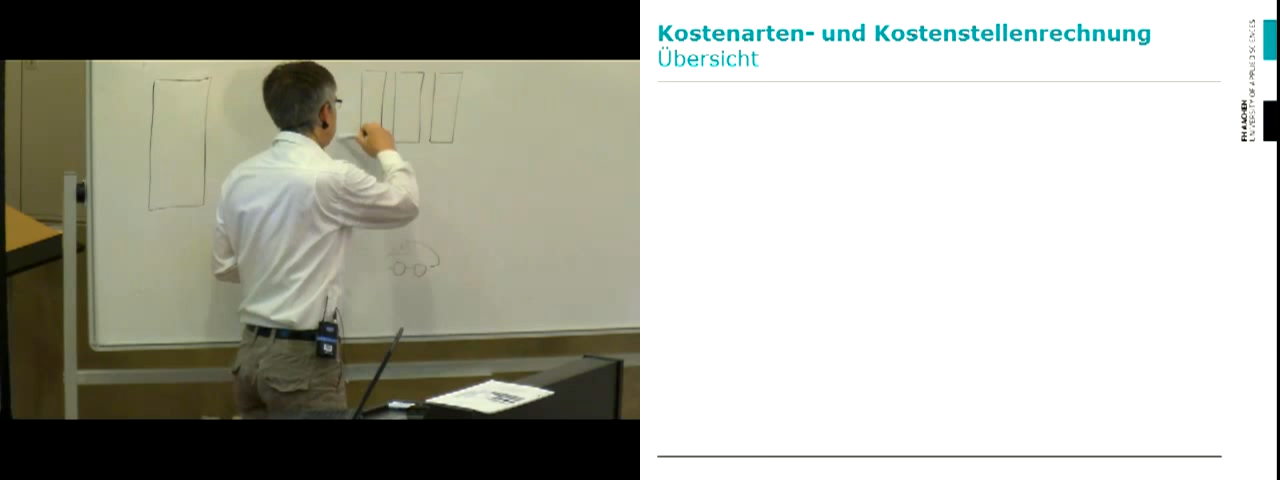 Kostenarten- und Kostenstellenrechnung
Übersicht
FH AACHEN
UNIVERSITY OF APPLIED SCIENCES